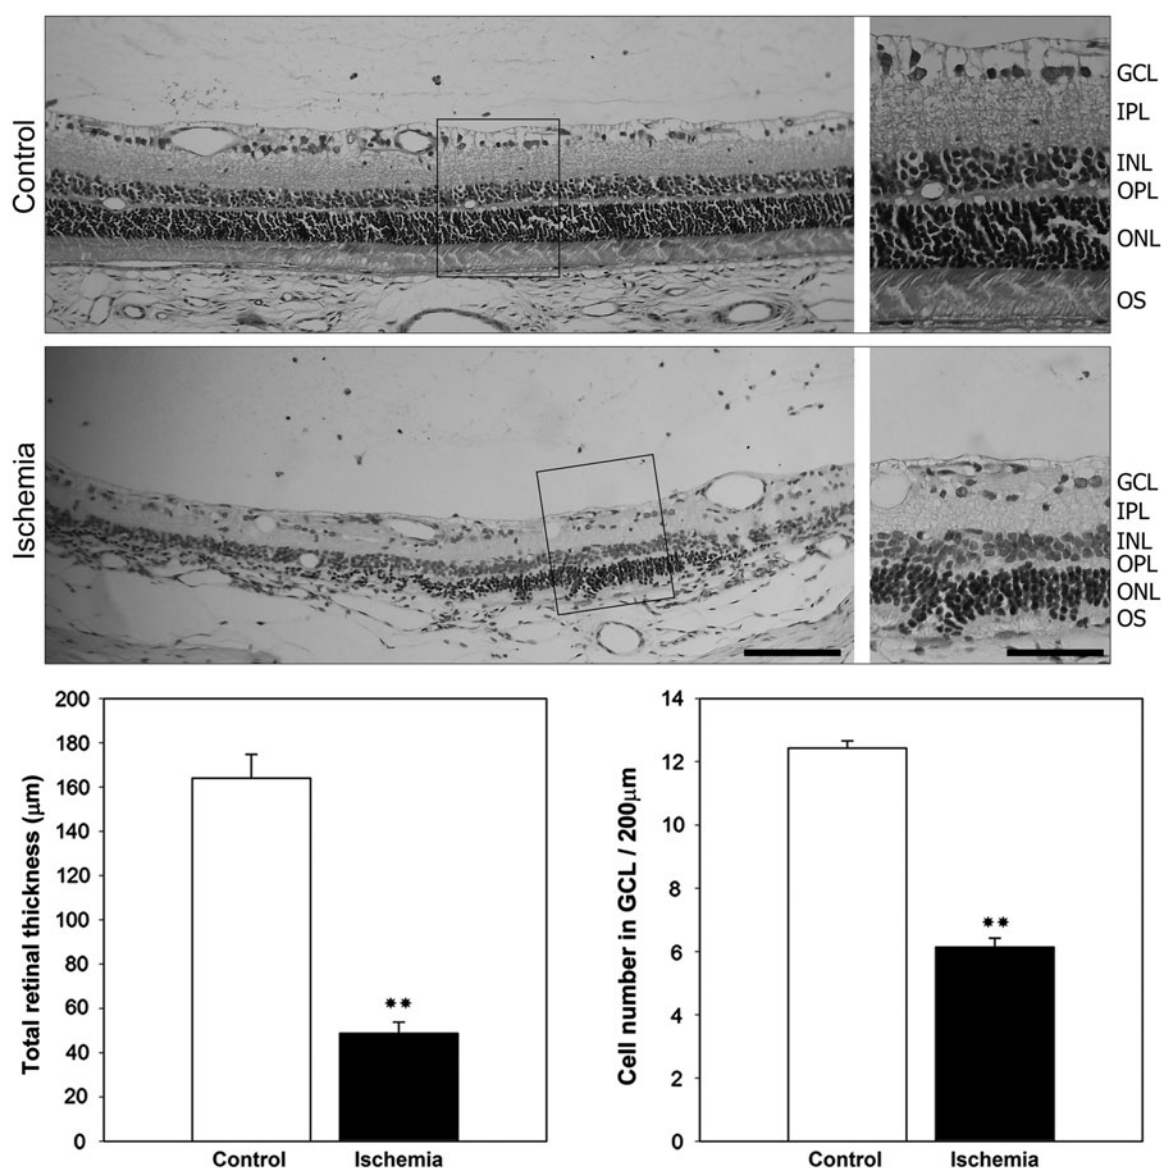 Control
GCL
IPL
INL
OPL
ONL
OS
Ischemia
GCL
IPL
INL
OPL
ONL
OS
Total retinal thickness (μm)
200
180
160
140
120
100
80
60
40
20
0
**
Control Ischemia
Cell number in GCL / 200μm
14
12
10
8
6
4
2
0
**
Control Ischemia